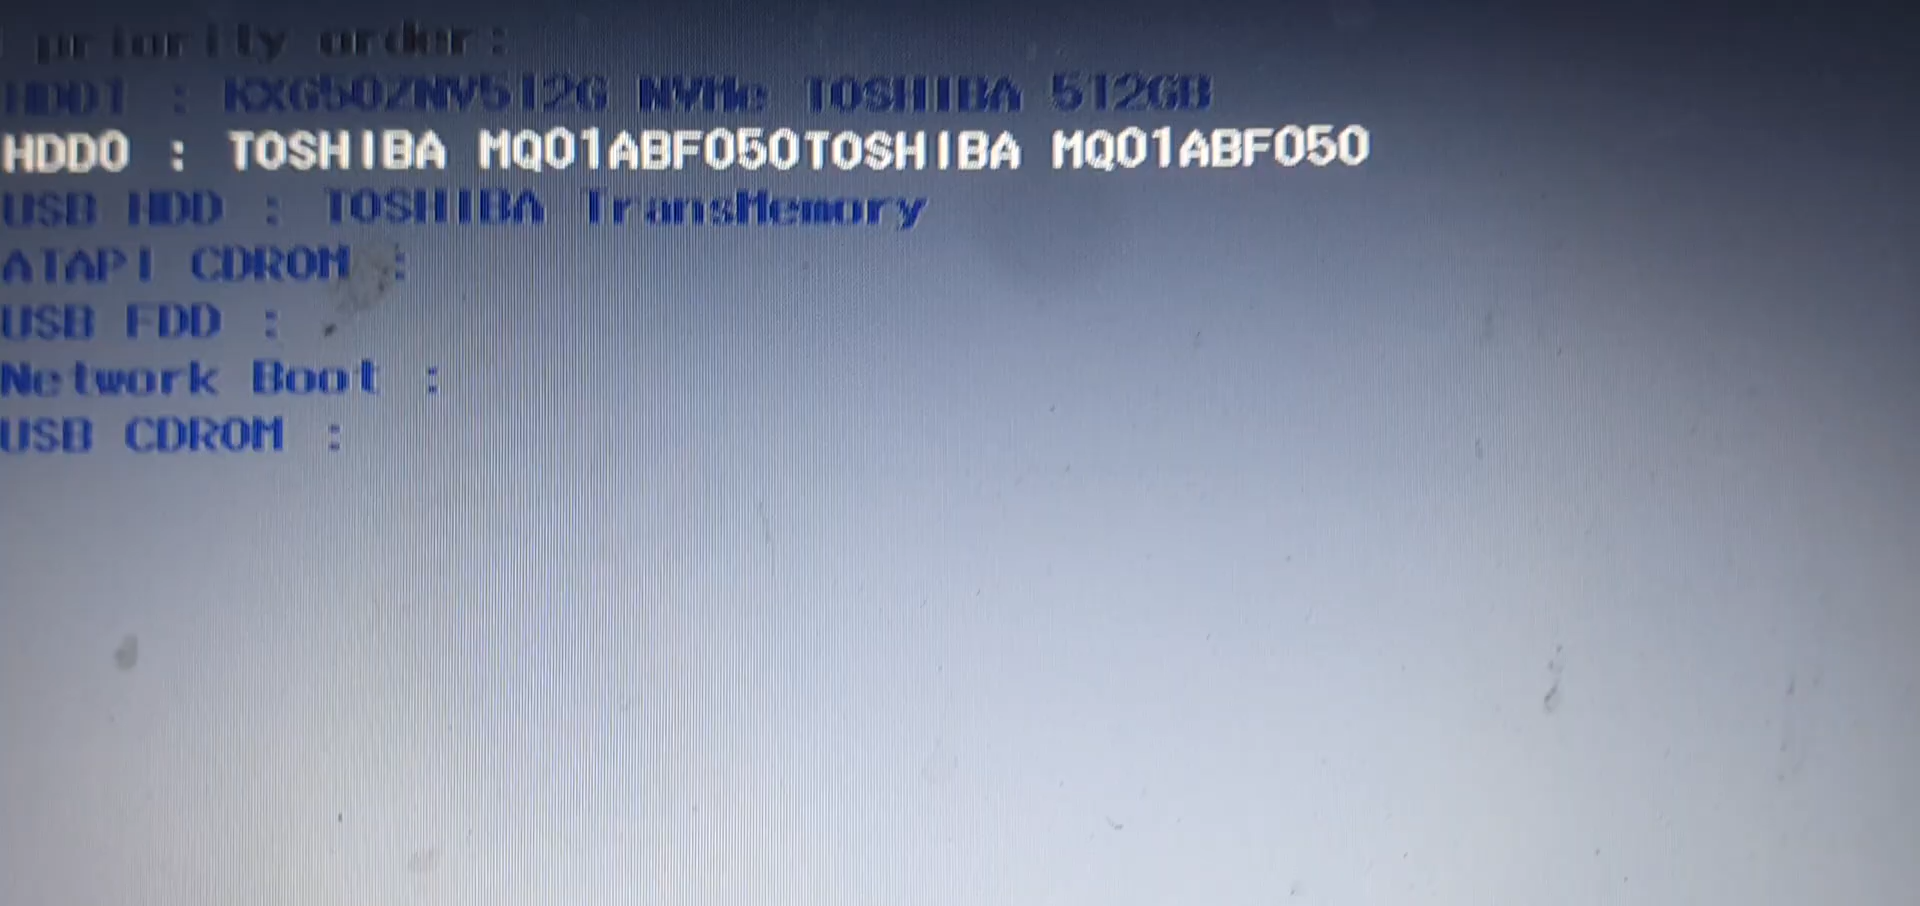 priority order:
HDD1 : KXG50ZNV512G NVMe TOSHIBA 512GB
HDD0 : TOSHIBA MQ01ABF050TOSHIBA MQ01ABF050
USB HDD : TOSHIBA TransMemory
ATAPI CDROM :
USB FDD :
Network Boot :
USB CDROM :